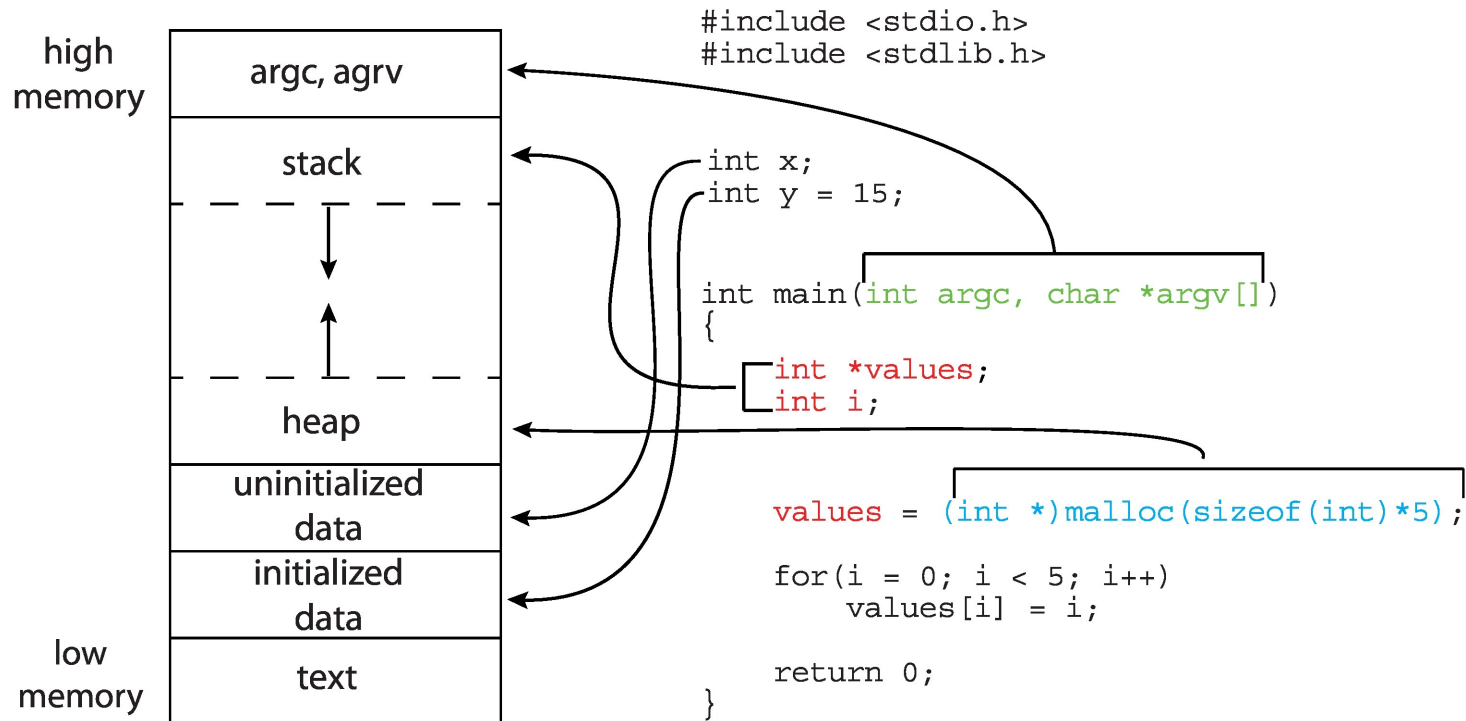 high
memory
argc, agrv
stack
heap
uninitialized
data
initialized
data
low
memory
text
#include <stdio.h>
#include <stdlib.h>
int x;
int y = 15;
int main(int argc, char *argv[])
{
int *values;
int i;
values = (int *)malloc(sizeof(int)*5);
for(i = 0; i < 5; i++)
values[i] = i;
return 0;
}